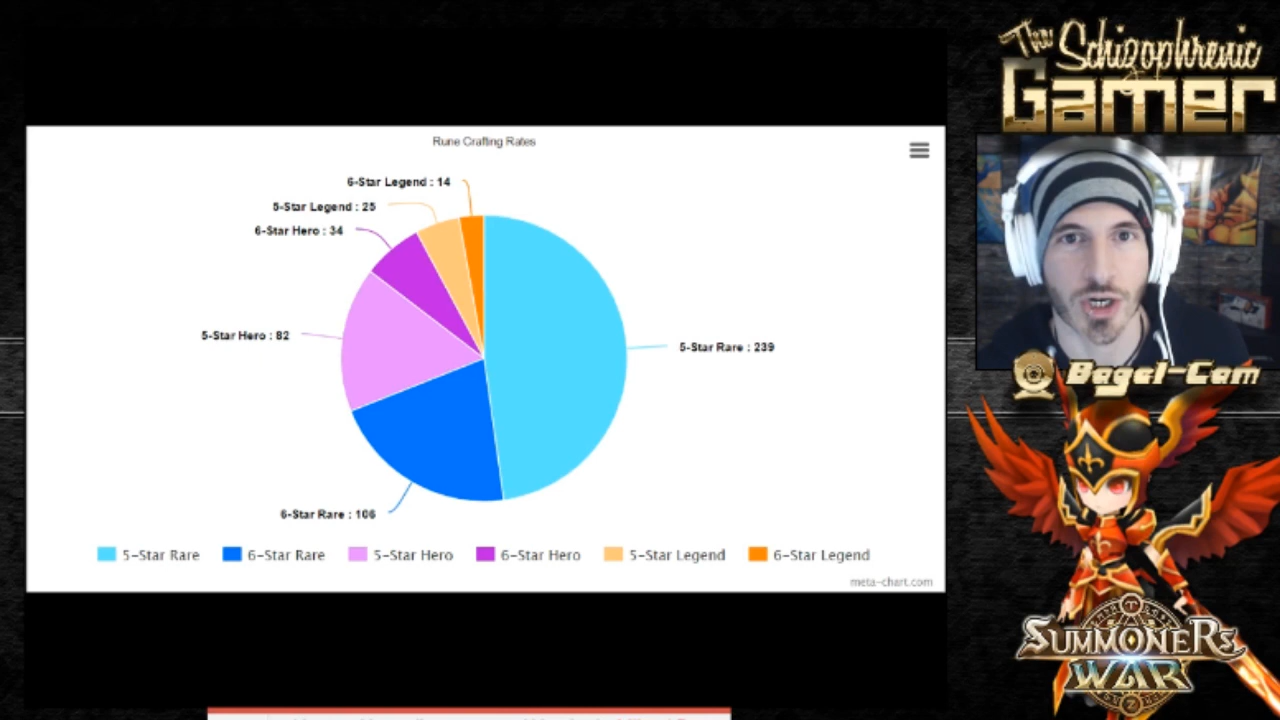 The Schizophrenic
Gamer
Rune Crafting Rates
6-Star Legend : 14
5-Star Legend : 25
6-Star Hero : 34
5-Star Hero : 82
5-Star Rare : 239
6-Star Rare : 106
5-Star Rare 6-Star Rare 5-Star Hero 6-Star Hero 5-Star Legend 6-Star Legend
meta-chart.com
Bagel-Cam
SUMMONERS
WAR